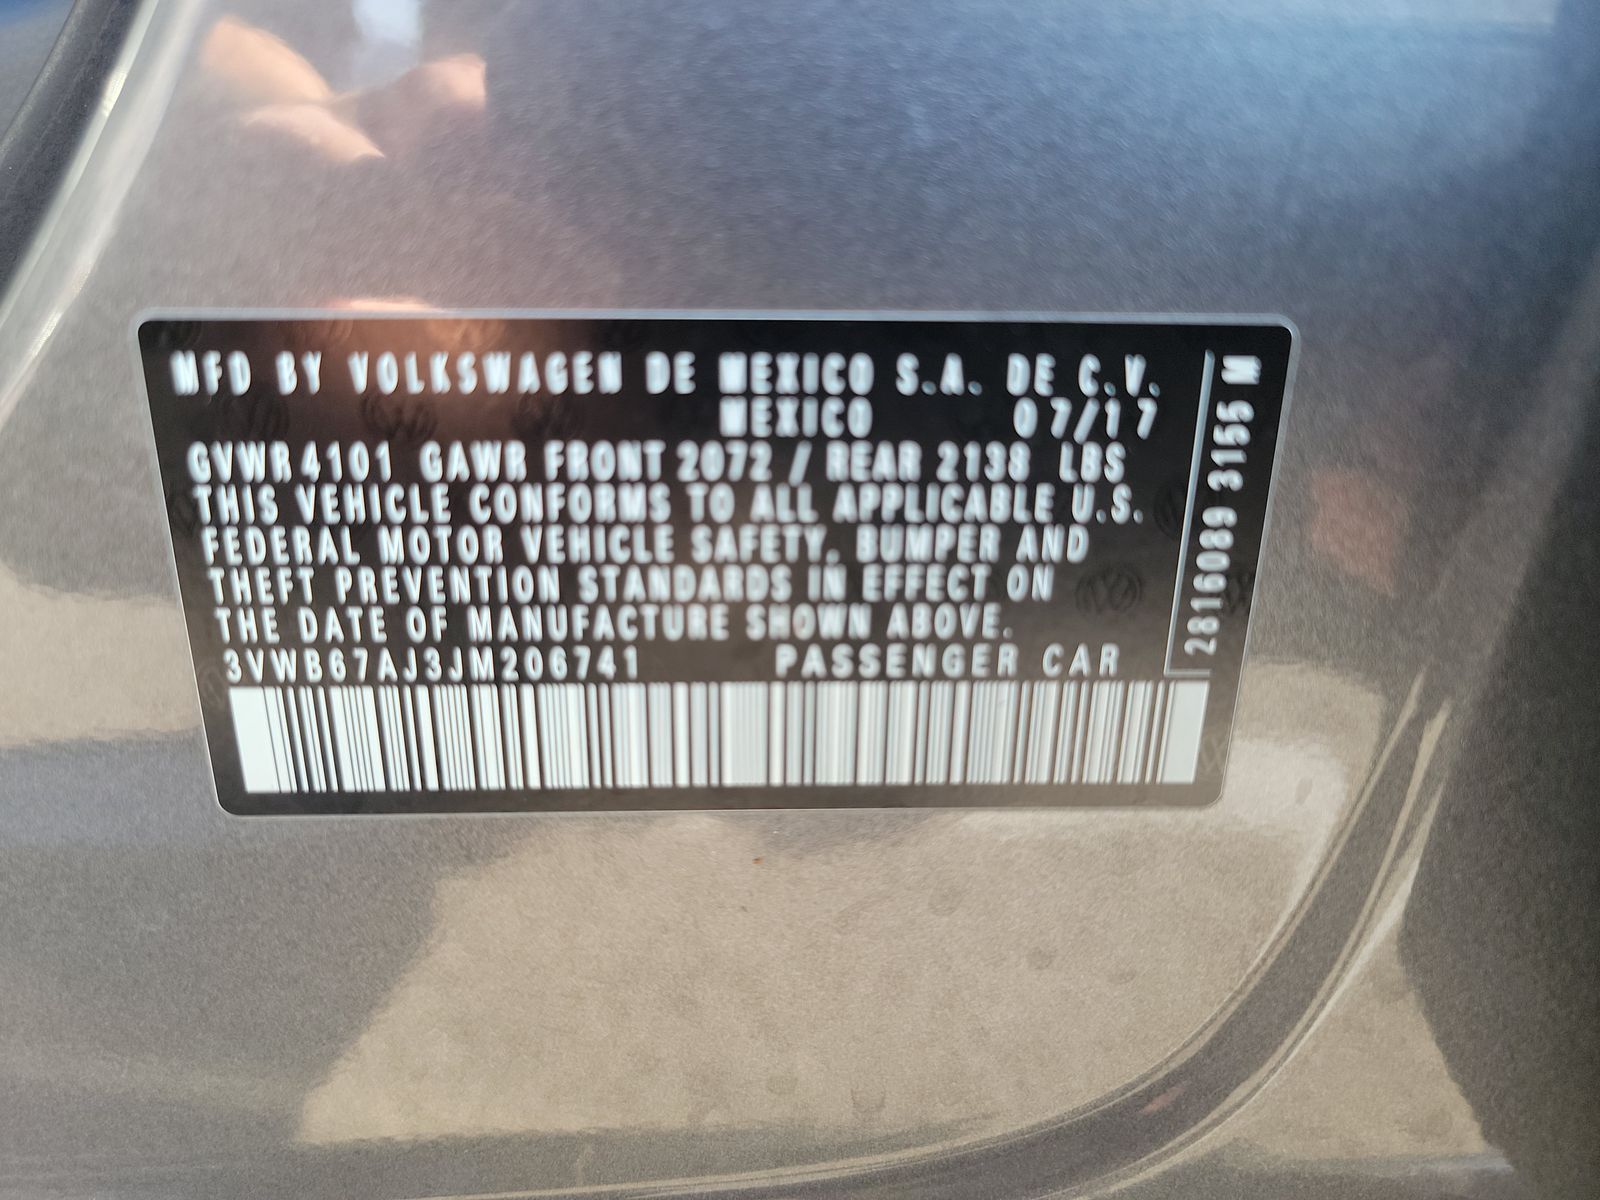 MFD BY VOLKSWAGEN DE MEXICO S.A. DE C.V.
MEXICO 07/17
GVWR 4101 GAWR FRONT 2072 / REAR 2138 LBS
THIS VEHICLE CONFORMS TO ALL APPLICABLE U.S.
FEDERAL MOTOR VEHICLE SAFETY, BUMPER AND
THEFT PREVENTION STANDARDS IN EFFECT ON
THE DATE OF MANUFACTURE SHOWN ABOVE.
3VWB67AJ3JM206741 PASSENGER CAR
2816089 3155 M